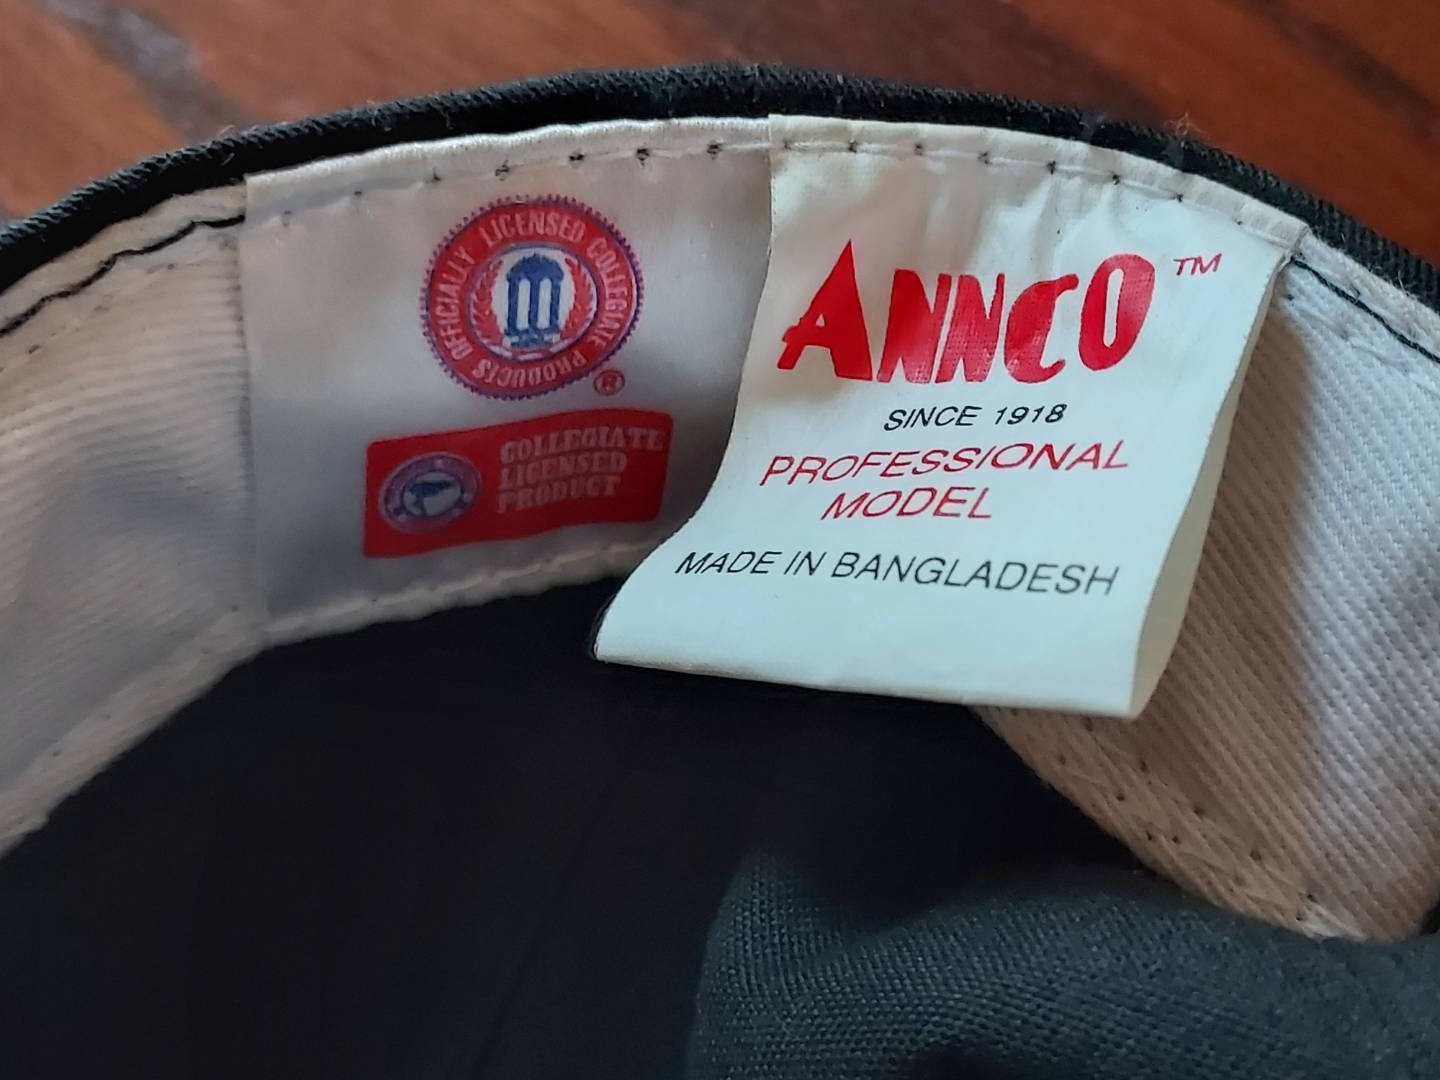 OFFICIALLY LICENSED COLLEGIATE PRODUCTS
®
COLLEGIATE
LICENSED
PRODUCT
ANNCO™
SINCE 1918
PROFESSIONAL
MODEL
MADE IN BANGLADESH